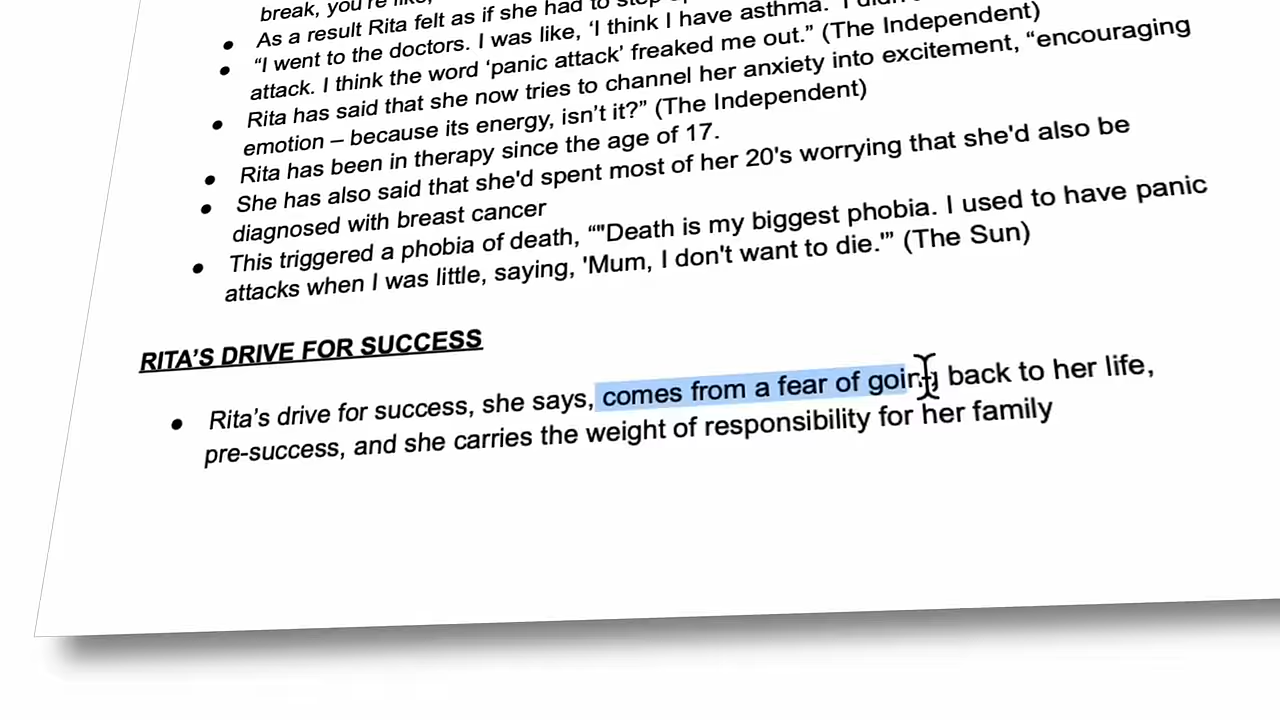 break, you're like,
As a result Rita felt as if she had to
“I went to the doctors. I was like, ‘I think I have asthma.
attack. I think the word ‘panic attack’ freaked me out.” (The Independent)
Rita has said that she now tries to channel her anxiety into excitement, “encouraging
emotion – because its energy, isn’t it?” (The Independent)
Rita has been in therapy since the age of 17.
She has also said that she'd spent most of her 20's worrying that she'd also be
diagnosed with breast cancer
This triggered a phobia of death, “"Death is my biggest phobia. I used to have panic
attacks when I was little, saying, 'Mum, I don't want to die.'” (The Sun)
RITA’S DRIVE FOR SUCCESS
Rita’s drive for success, she says, comes from a fear of going back to her life,
pre-success, and she carries the weight of responsibility for her family